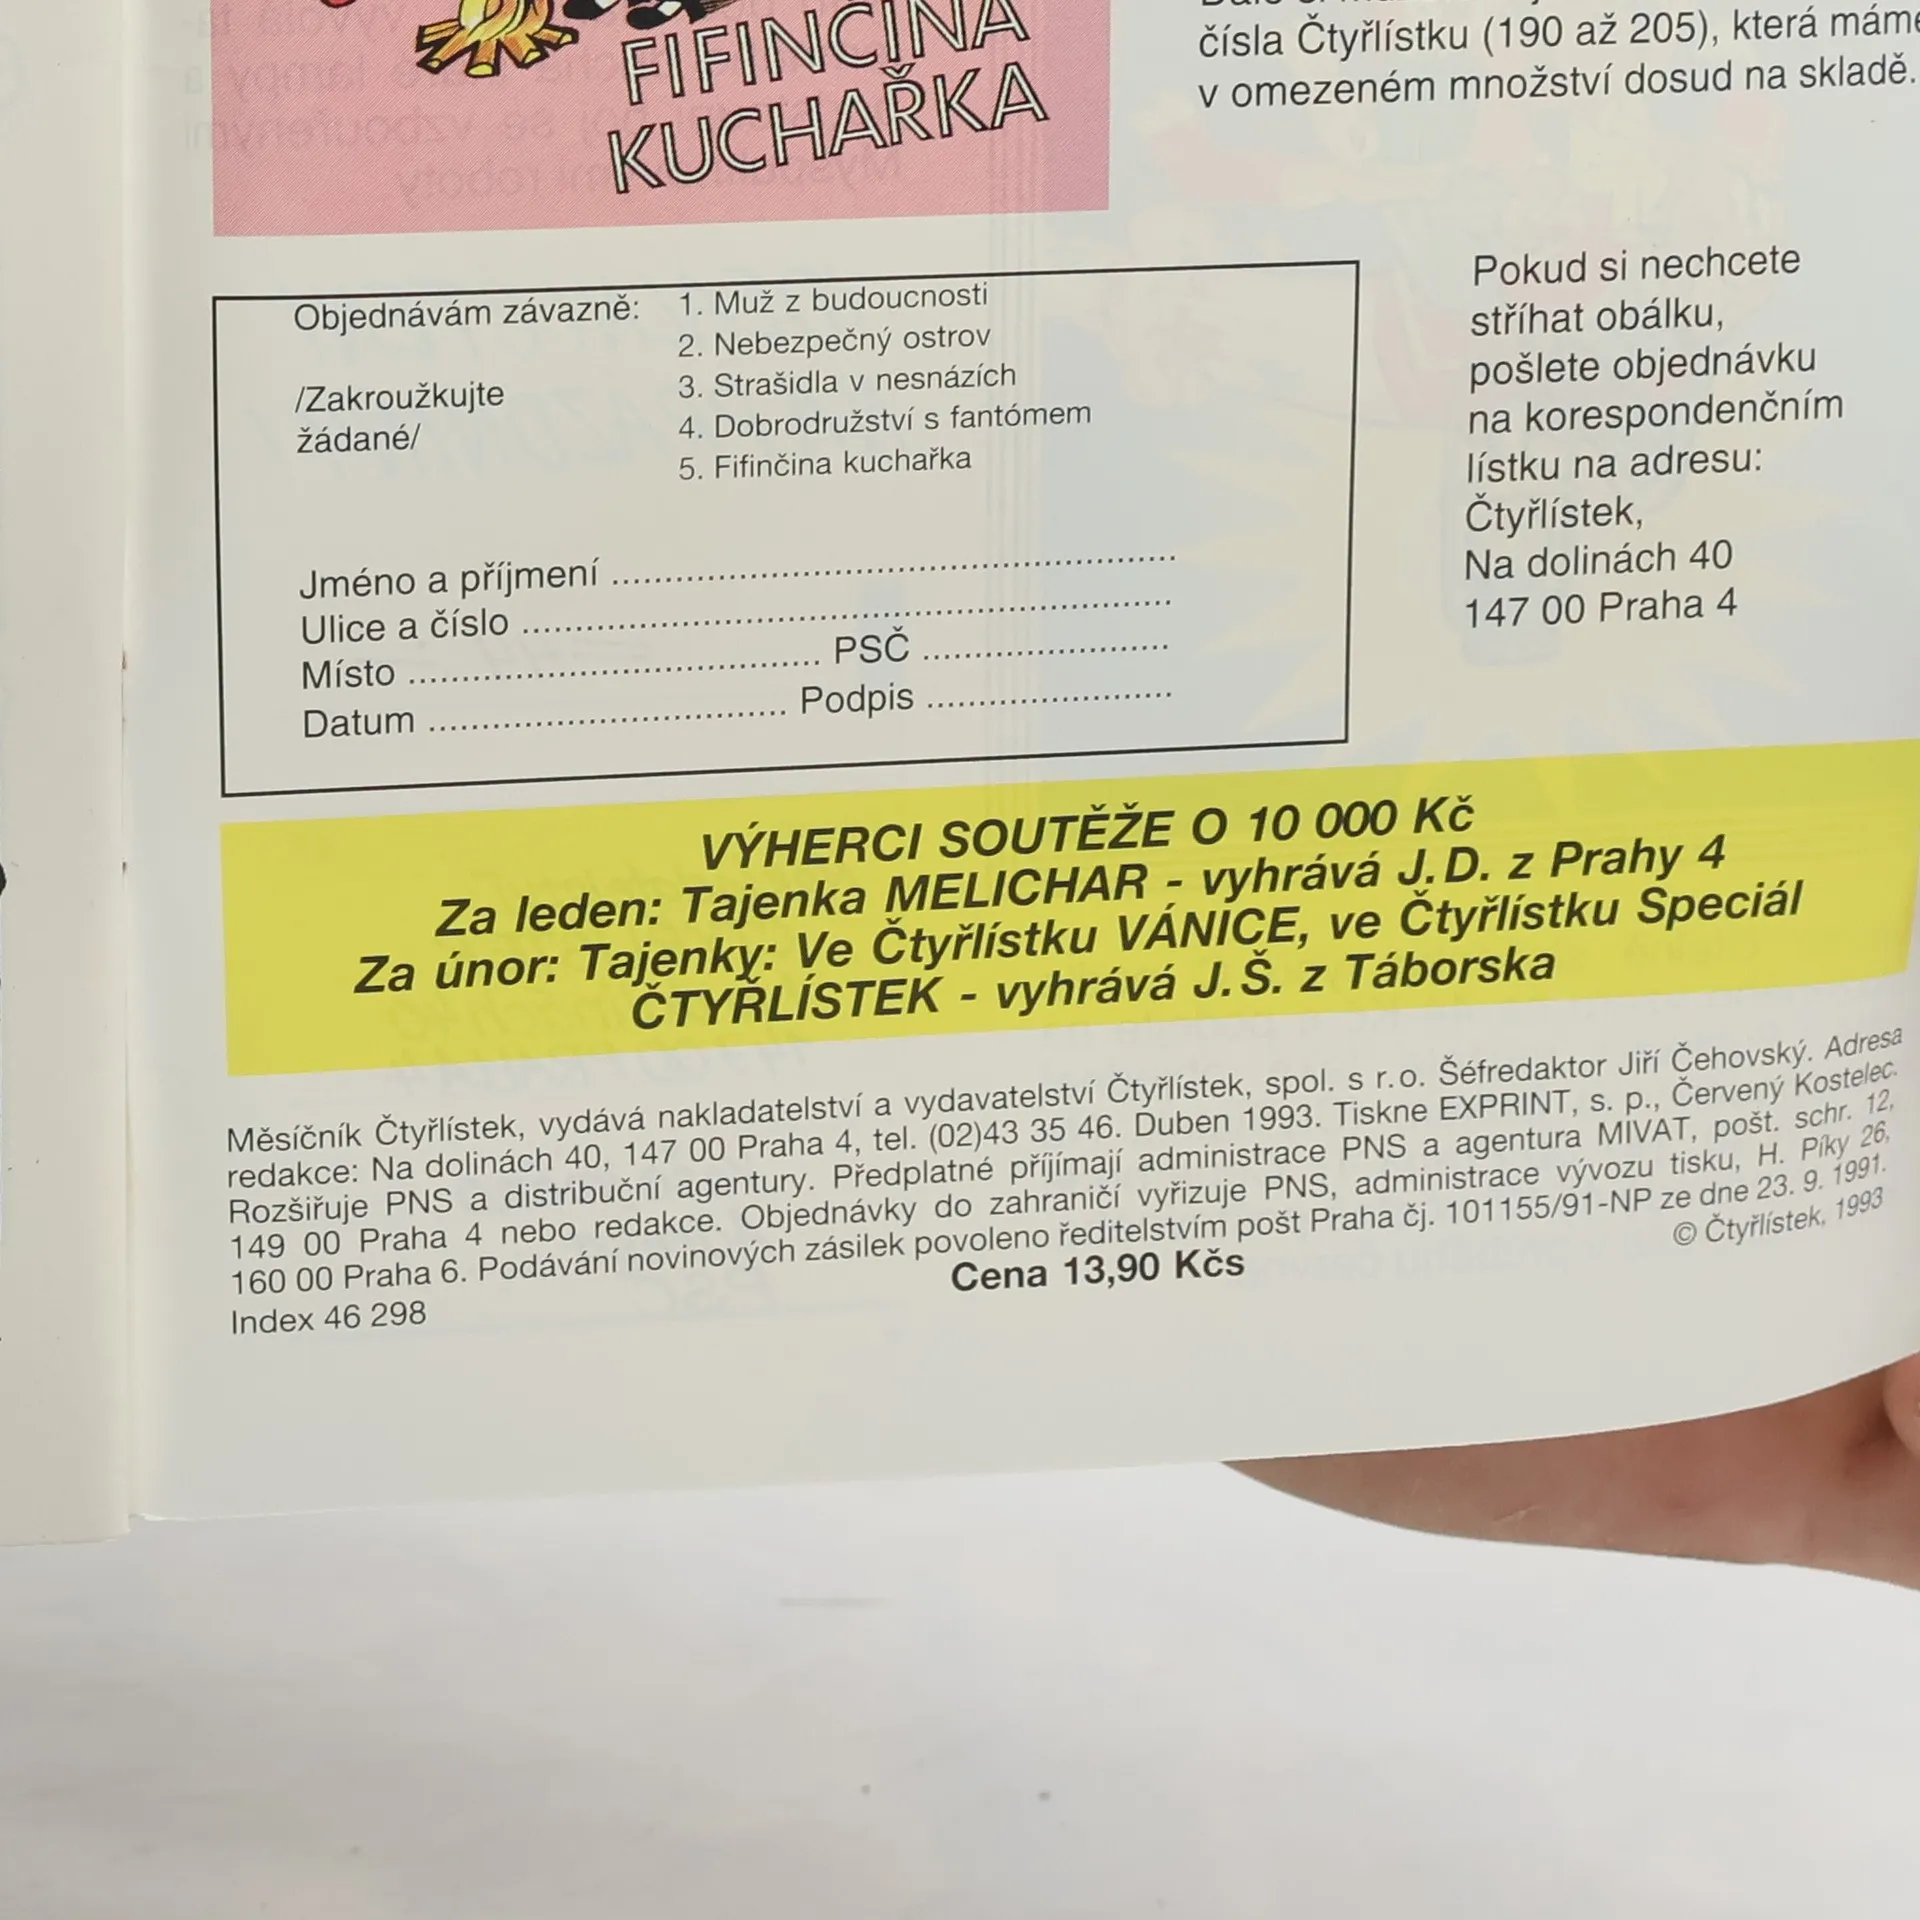 FIFINČINA
KUCHAŘKA
čísla Čtyřlístku (190 až 205), která máme
v omezeném množství dosud na skladě.
Objednávám závazně:
/Zakroužkujte
žádané/
1. Muž z budoucnosti
2. Nebezpečný ostrov
3. Strašidla v nesnázích
4. Dobrodružství s fantómem
5. Fifinčina kuchařka
Jméno a příjmení
Ulice a číslo
Místo PSČ
Datum Podpis
Pokud si nechcete
stříhat obálku,
pošlete objednávku
na korespondenčním
lístku na adresu:
Čtyřlístek,
Na dolinách 40
147 00 Praha 4
VÝHERCI SOUTĚŽE O 10 000 Kč
Za leden: Tajenka MELICHAR - vyhrává J. D. z Prahy 4
Za únor: Tajenky: Ve Čtyřlístku VÁNICE, ve Čtyřlístku Speciál
ČTYŘLÍSTEK - vyhrává J. Š. z Táborska
Měsíčník Čtyřlístek, vydává nakladatelství a vydavatelství Čtyřlístek, spol. s r. o. Šéfredaktor Jiří Čehovský. Adresa
redakce: Na dolinách 40, 147 00 Praha 4, tel. (02)43 35 46. Duben 1993. Tiskne EXPRINT, s. p., Červený Kostelec.
Rozšiřuje PNS a distribuční agentury. Předplatné příjímají administrace PNS a agentura MIVAT, pošt. schr. 12,
149 00 Praha 4 nebo redakce. Objednávky do zahraničí vyřizuje PNS, administrace vývozu tisku, H. Píky 26,
160 00 Praha 6. Podávání novinových zásilek povoleno ředitelstvím pošt Praha čj. 101155/91-NP ze dne 23. 9. 1991.
© Čtyřlístek, 1993
Cena 13,90 Kčs
Index 46 298